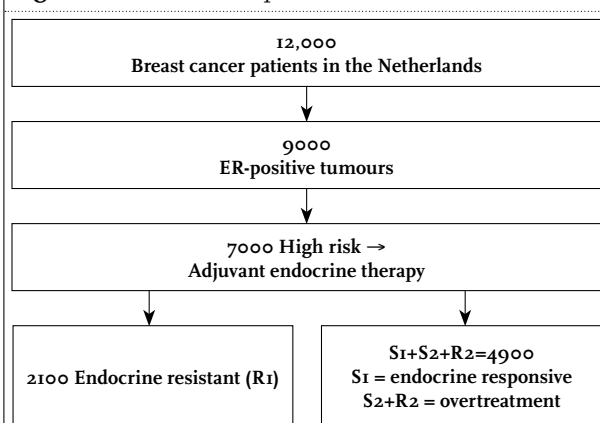 12,000
Breast cancer patients in the Netherlands
9000
ER-positive tumours
7000 High risk →
Adjuvant endocrine therapy
2100 Endocrine resistant (R1)
S1+S2+R2=4900
S1 = endocrine responsive
S2+R2 = overtreatment